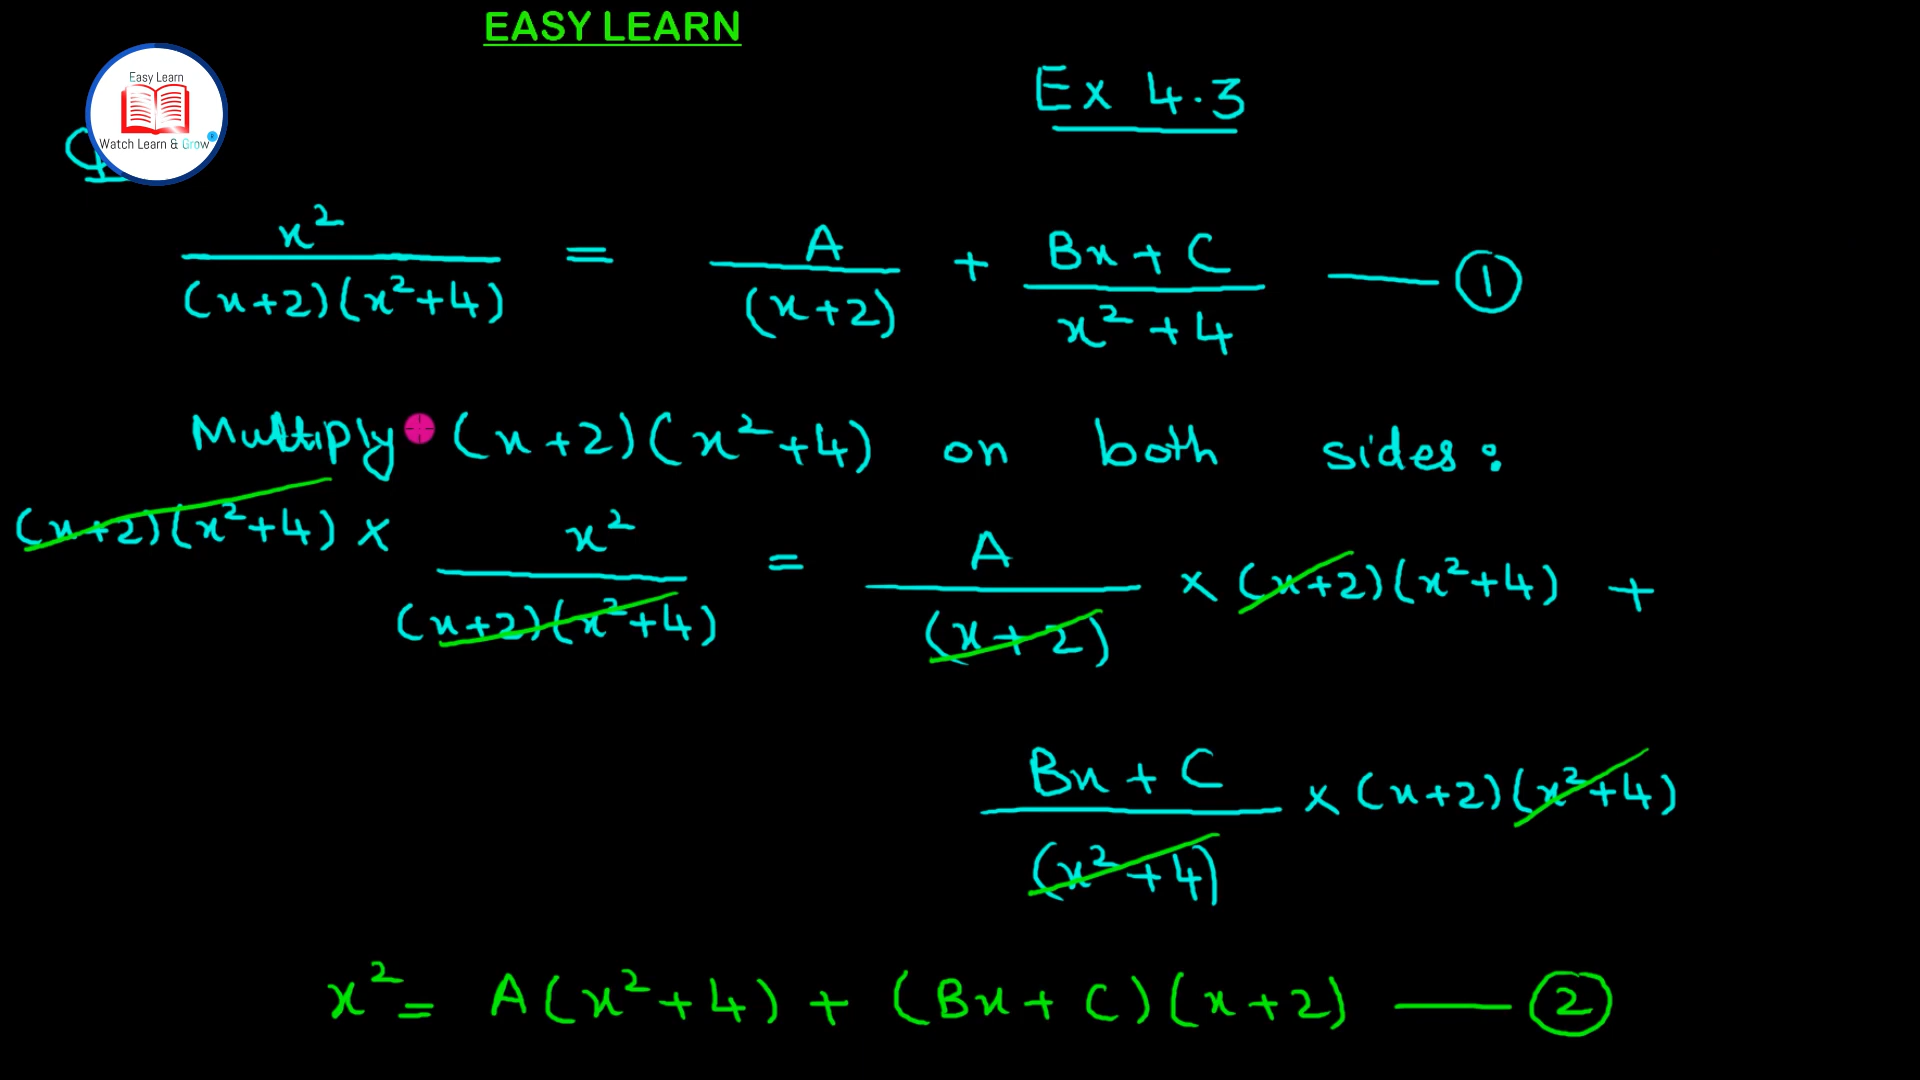 EASY LEARN
Easy Learn
Watch Learn & Grow
Ex 4.3
x² / (x+2)(x²+4) = A / (x+2) + Bx + C / x² + 4 —— ①
Multiply (x+2)(x²+4) on both sides:
(x+2)(x²+4) × x² / (x+2)(x²+4) = A / (x+2) × (x+2)(x²+4) +
Bx + C / (x²+4) × (x+2)(x²+4)
x² = A(x²+4) + (Bx + C)(x+2) —— ②